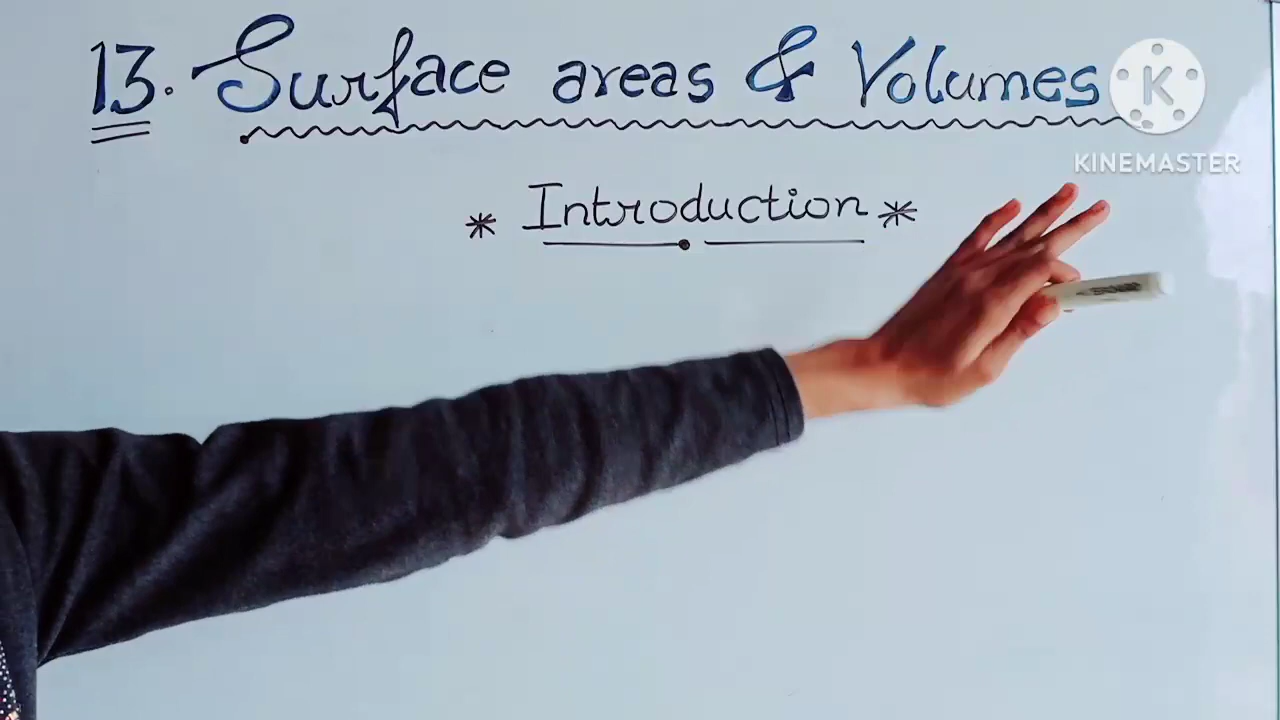 13. Surface areas & Volumes
K
KINEMASTER
* Introduction *